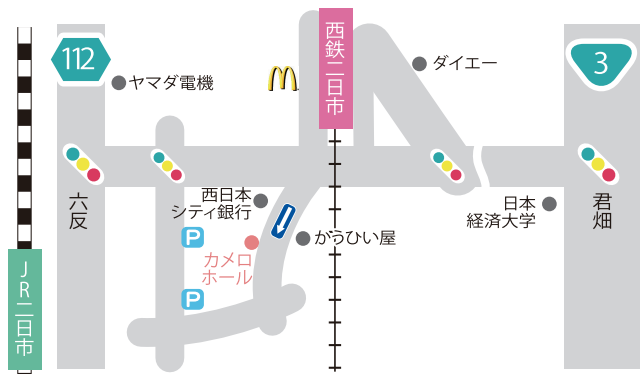 西鉄二日市
112
3
ダイエー
ヤマダ電機
六反
西日本
シティ銀行
日本
経済大学
君畑
P
かうひい屋
カメロ
ホール
JR二日市
P